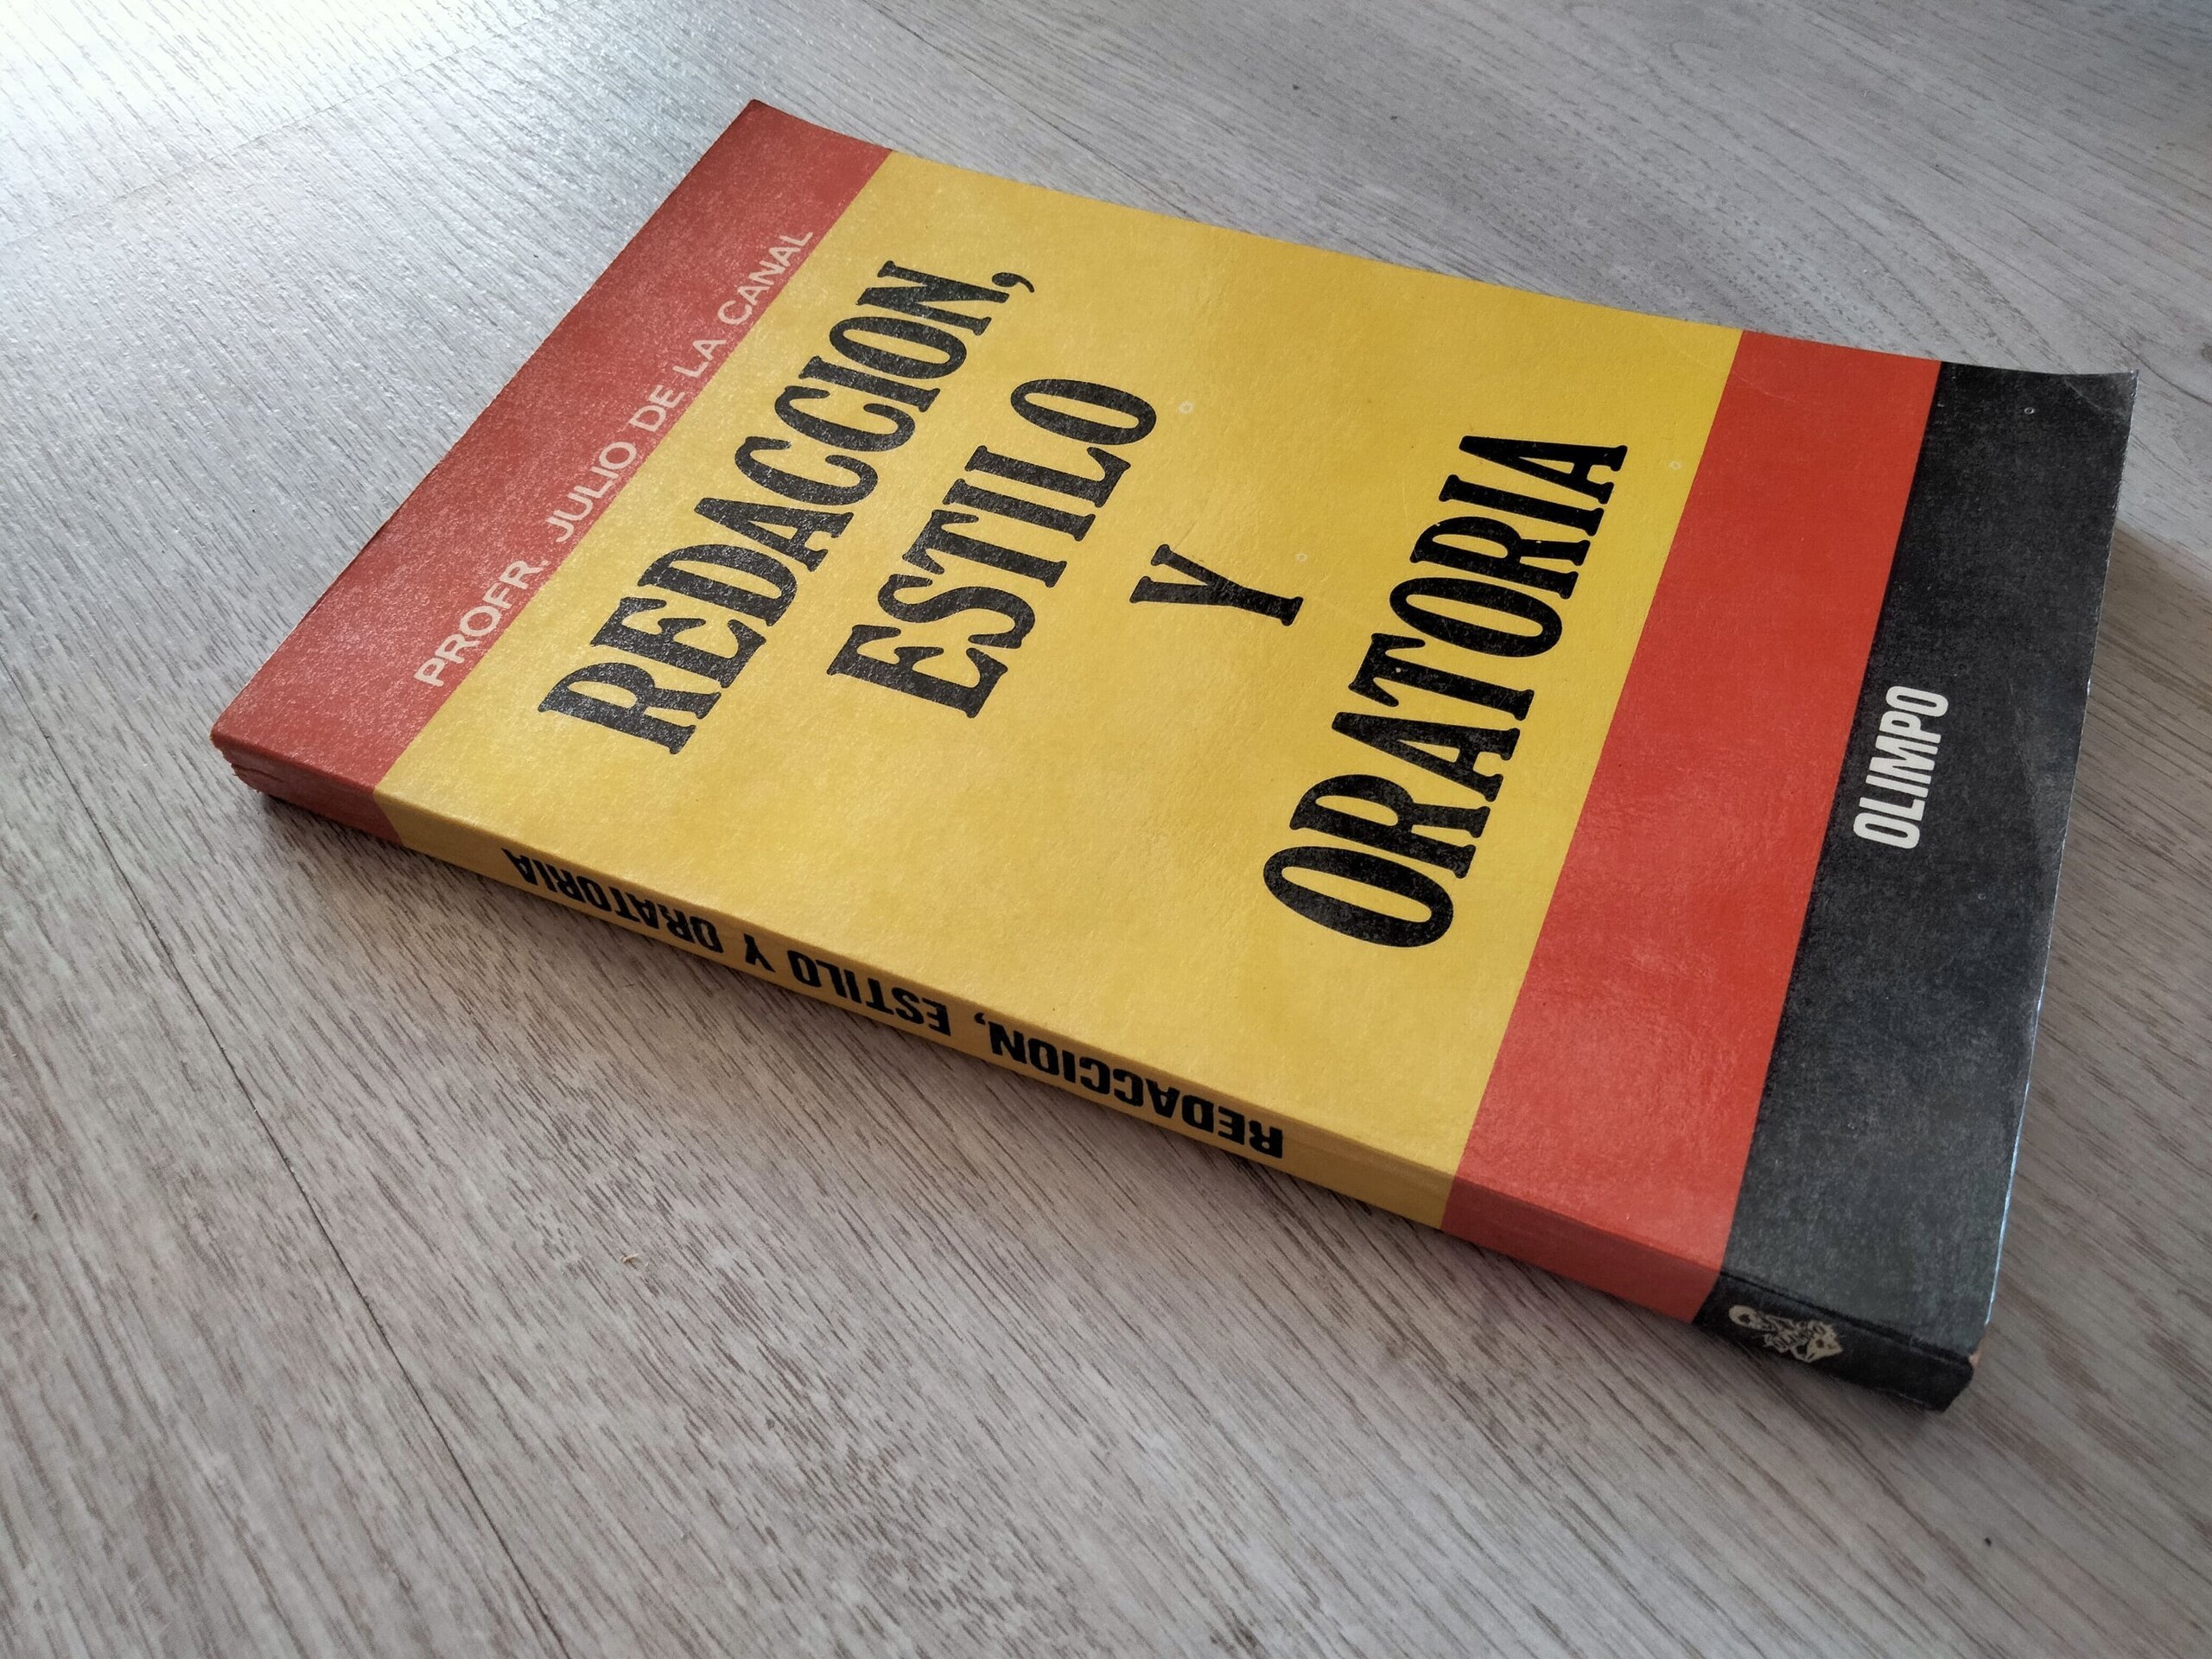 PROFR. JULIO DE LA CANAL
REDACCION,
ESTILO
Y
ORATORIA
OLIMPO
REDACCION, ESTILO Y ORATORIA